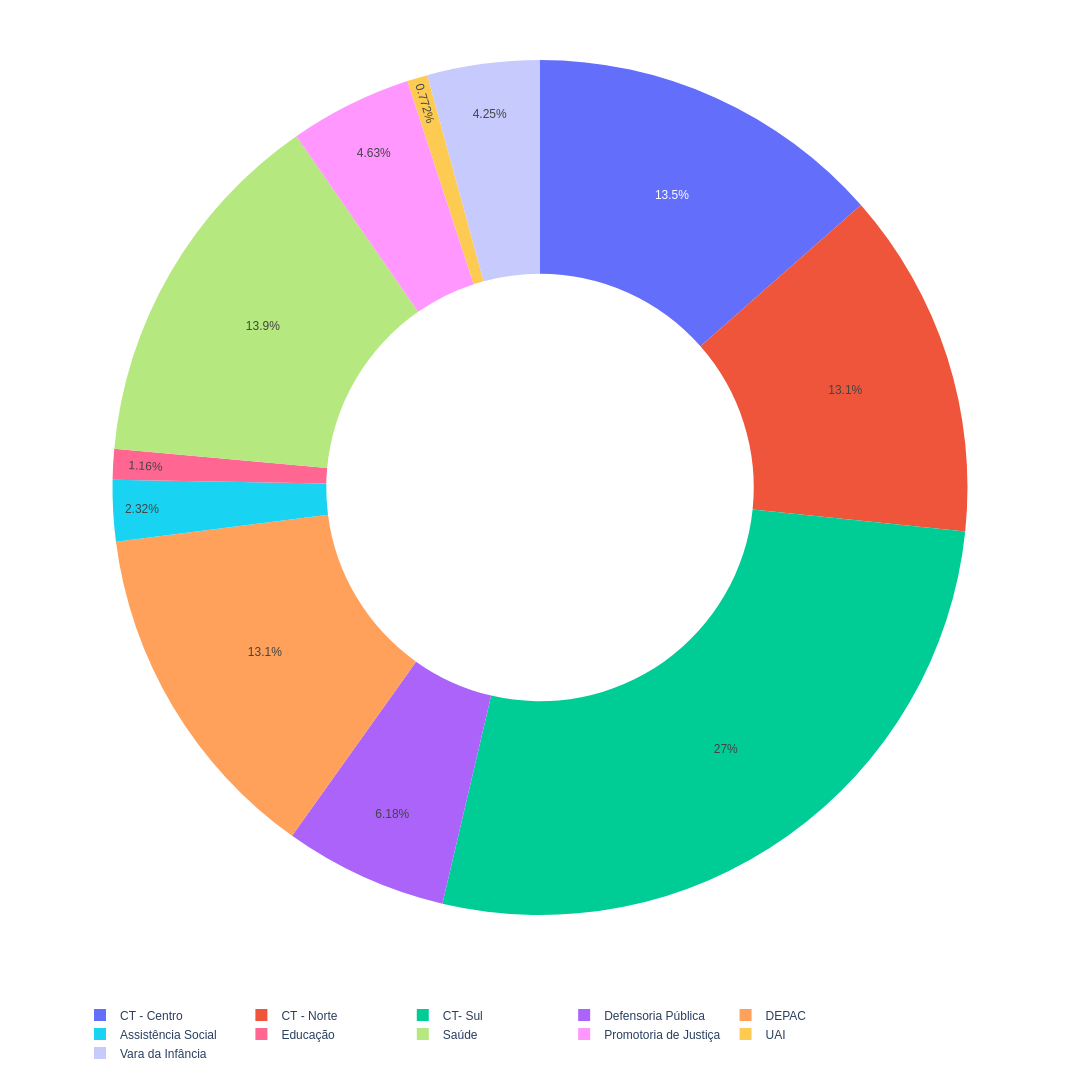 0.772%
4.25%
4.63%
13.5%
13.9%
13.1%
1.16%
2.32%
13.1%
27%
6.18%
CT - Centro
CT - Norte
CT- Sul
Defensoria Pública
DEPAC
Assistência Social
Educação
Saúde
Promotoria de Justiça
UAI
Vara da Infância